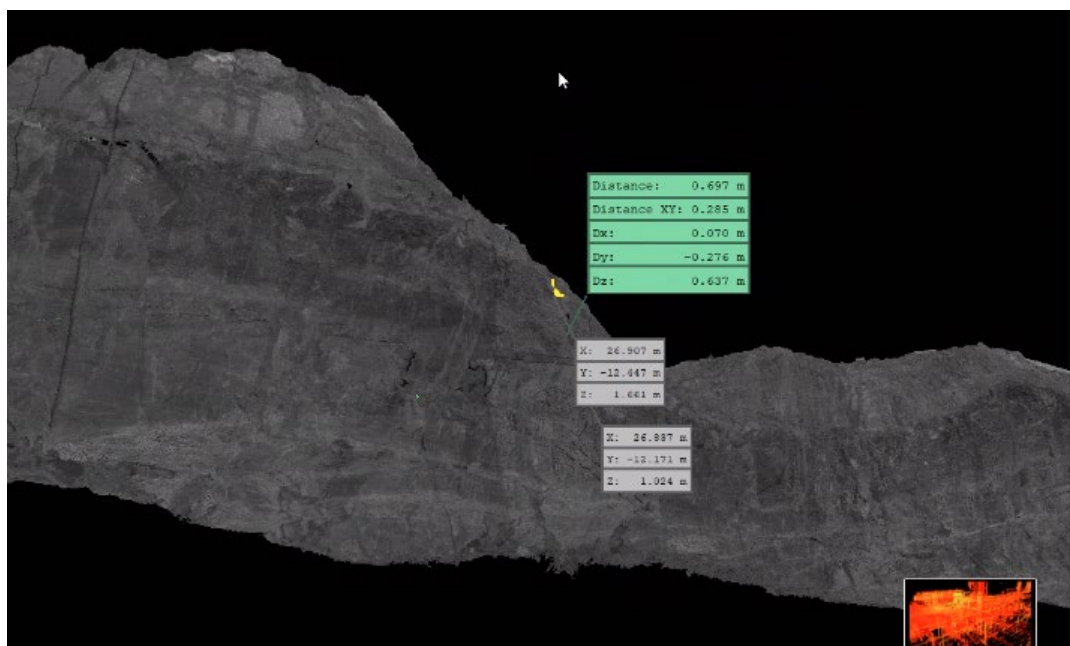 Distance: 0.697 m
Distance XY: 0.285 m
Dx: 0.070 m
Dy: -0.276 m
Dz: 0.637 m
X: 26.907 m
Y: -12.447 m
Z: 1.661 m
X: 26.837 m
Y: -12.171 m
Z: 1.024 m